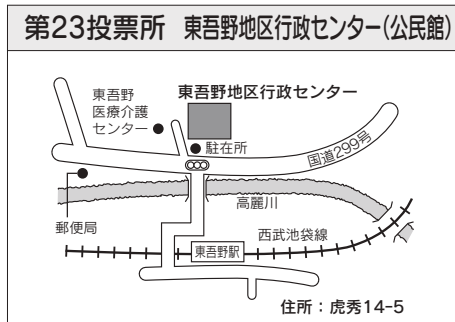 第23投票所 東吾野地区行政センター(公民館)
東吾野
医療介護
センター
東吾野地区行政センター
駐在所
国道299号
高麗川
郵便局
西武池袋線
東吾野駅
住所：虎秀14-5